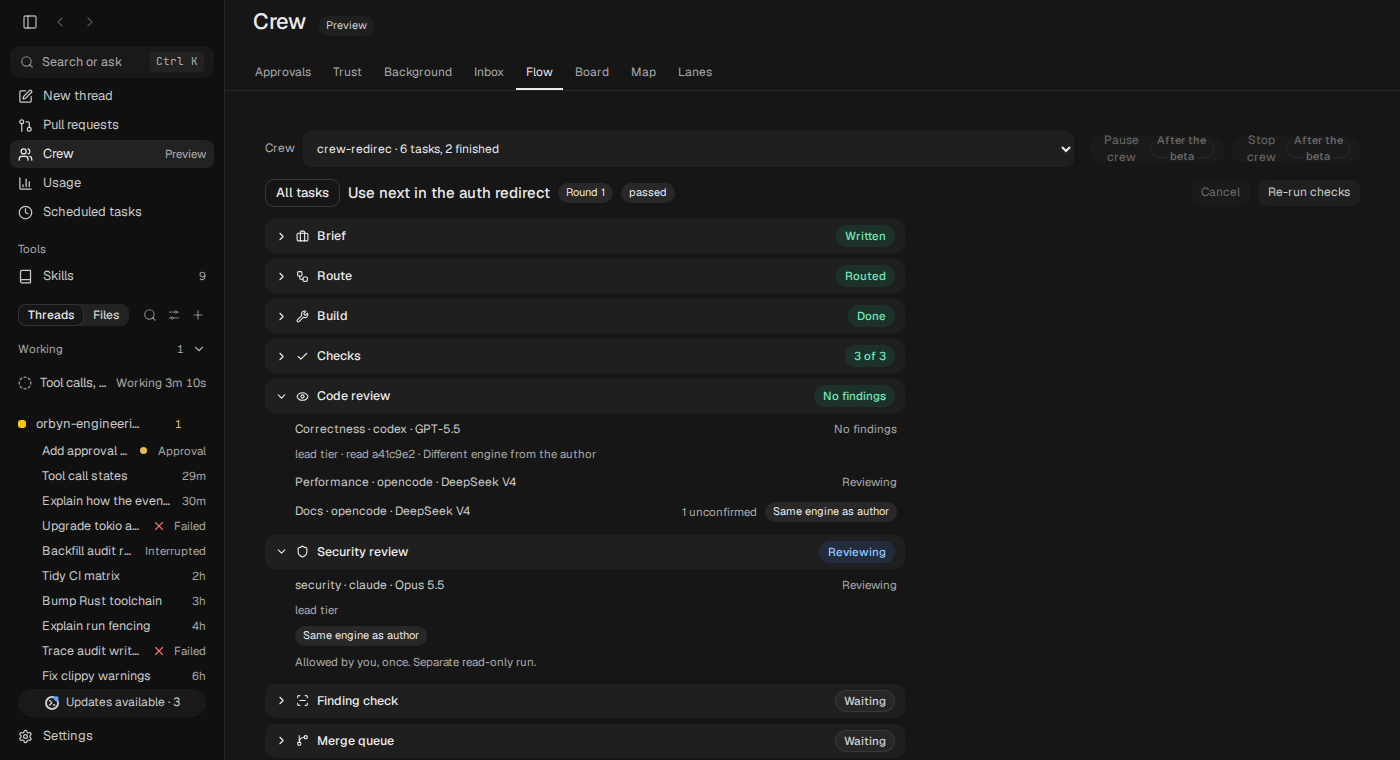 Crew
Preview
Search or ask
Ctrl K
New thread
Pull requests
Crew
Preview
Usage
Scheduled tasks
Tools
Skills
9
Threads
Files
Working
1
Tool calls, ...
Working 3m 10s
orbyn-engineeri...
1
Add approval ...
Approval
Tool call states
29m
Explain how the even...
30m
Upgrade tokio a...
Failed
Backfill audit r...
Interrupted
Tidy CI matrix
2h
Bump Rust toolchain
3h
Explain run fencing
4h
Trace audit writ...
Failed
Fix clippy warnings
6h
Updates available · 3
Settings
Approvals
Trust
Background
Inbox
Flow
Board
Map
Lanes
Crew
crew-redirec · 6 tasks, 2 finished
Pause crew
After the beta
Stop crew
After the beta
All tasks
Use next in the auth redirect
Round 1
passed
Cancel
Re-run checks
Brief
Written
Route
Routed
Build
Done
Checks
3 of 3
Code review
No findings
Correctness · codex · GPT-5.5
No findings
lead tier · read a41c9e2 · Different engine from the author
Performance · opencode · DeepSeek V4
Reviewing
Docs · opencode · DeepSeek V4
1 unconfirmed
Same engine as author
Security review
Reviewing
security · claude · Opus 5.5
Reviewing
lead tier
Same engine as author
Allowed by you, once. Separate read-only run.
Finding check
Waiting
Merge queue
Waiting